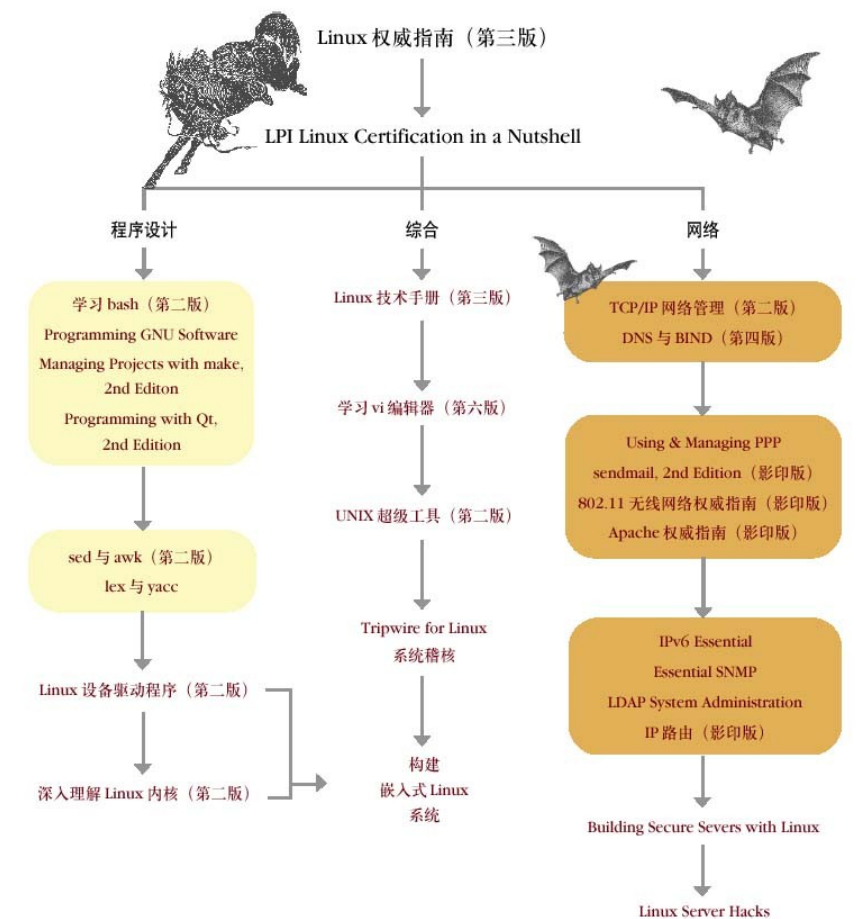 Linux 权威指南（第三版）
LPI Linux Certification in a Nutshell
程序设计
学习 bash（第二版）
Programming GNU Software
Managing Projects with make,
2nd Editon
Programming with Qt,
2nd Edition
sed 与 awk（第二版）
lex 与 yacc
Linux 设备驱动程序（第二版）
深入理解 Linux 内核（第二版）
综合
Linux 技术手册（第三版）
学习 vi 编辑器（第六版）
UNIX 超级工具（第二版）
Tripwire for Linux
系统稽核
构建
嵌入式 Linux
系统
网络
TCP/IP 网络管理（第二版）
DNS 与 BIND（第四版）
Using & Managing PPP
sendmail, 2nd Edition（影印版）
802.11 无线网络权威指南（影印版）
Apache 权威指南（影印版）
IPv6 Essential
Essential SNMP
LDAP System Administration
IP 路由（影印版）
Building Secure Severs with Linux
Linux Server Hacks